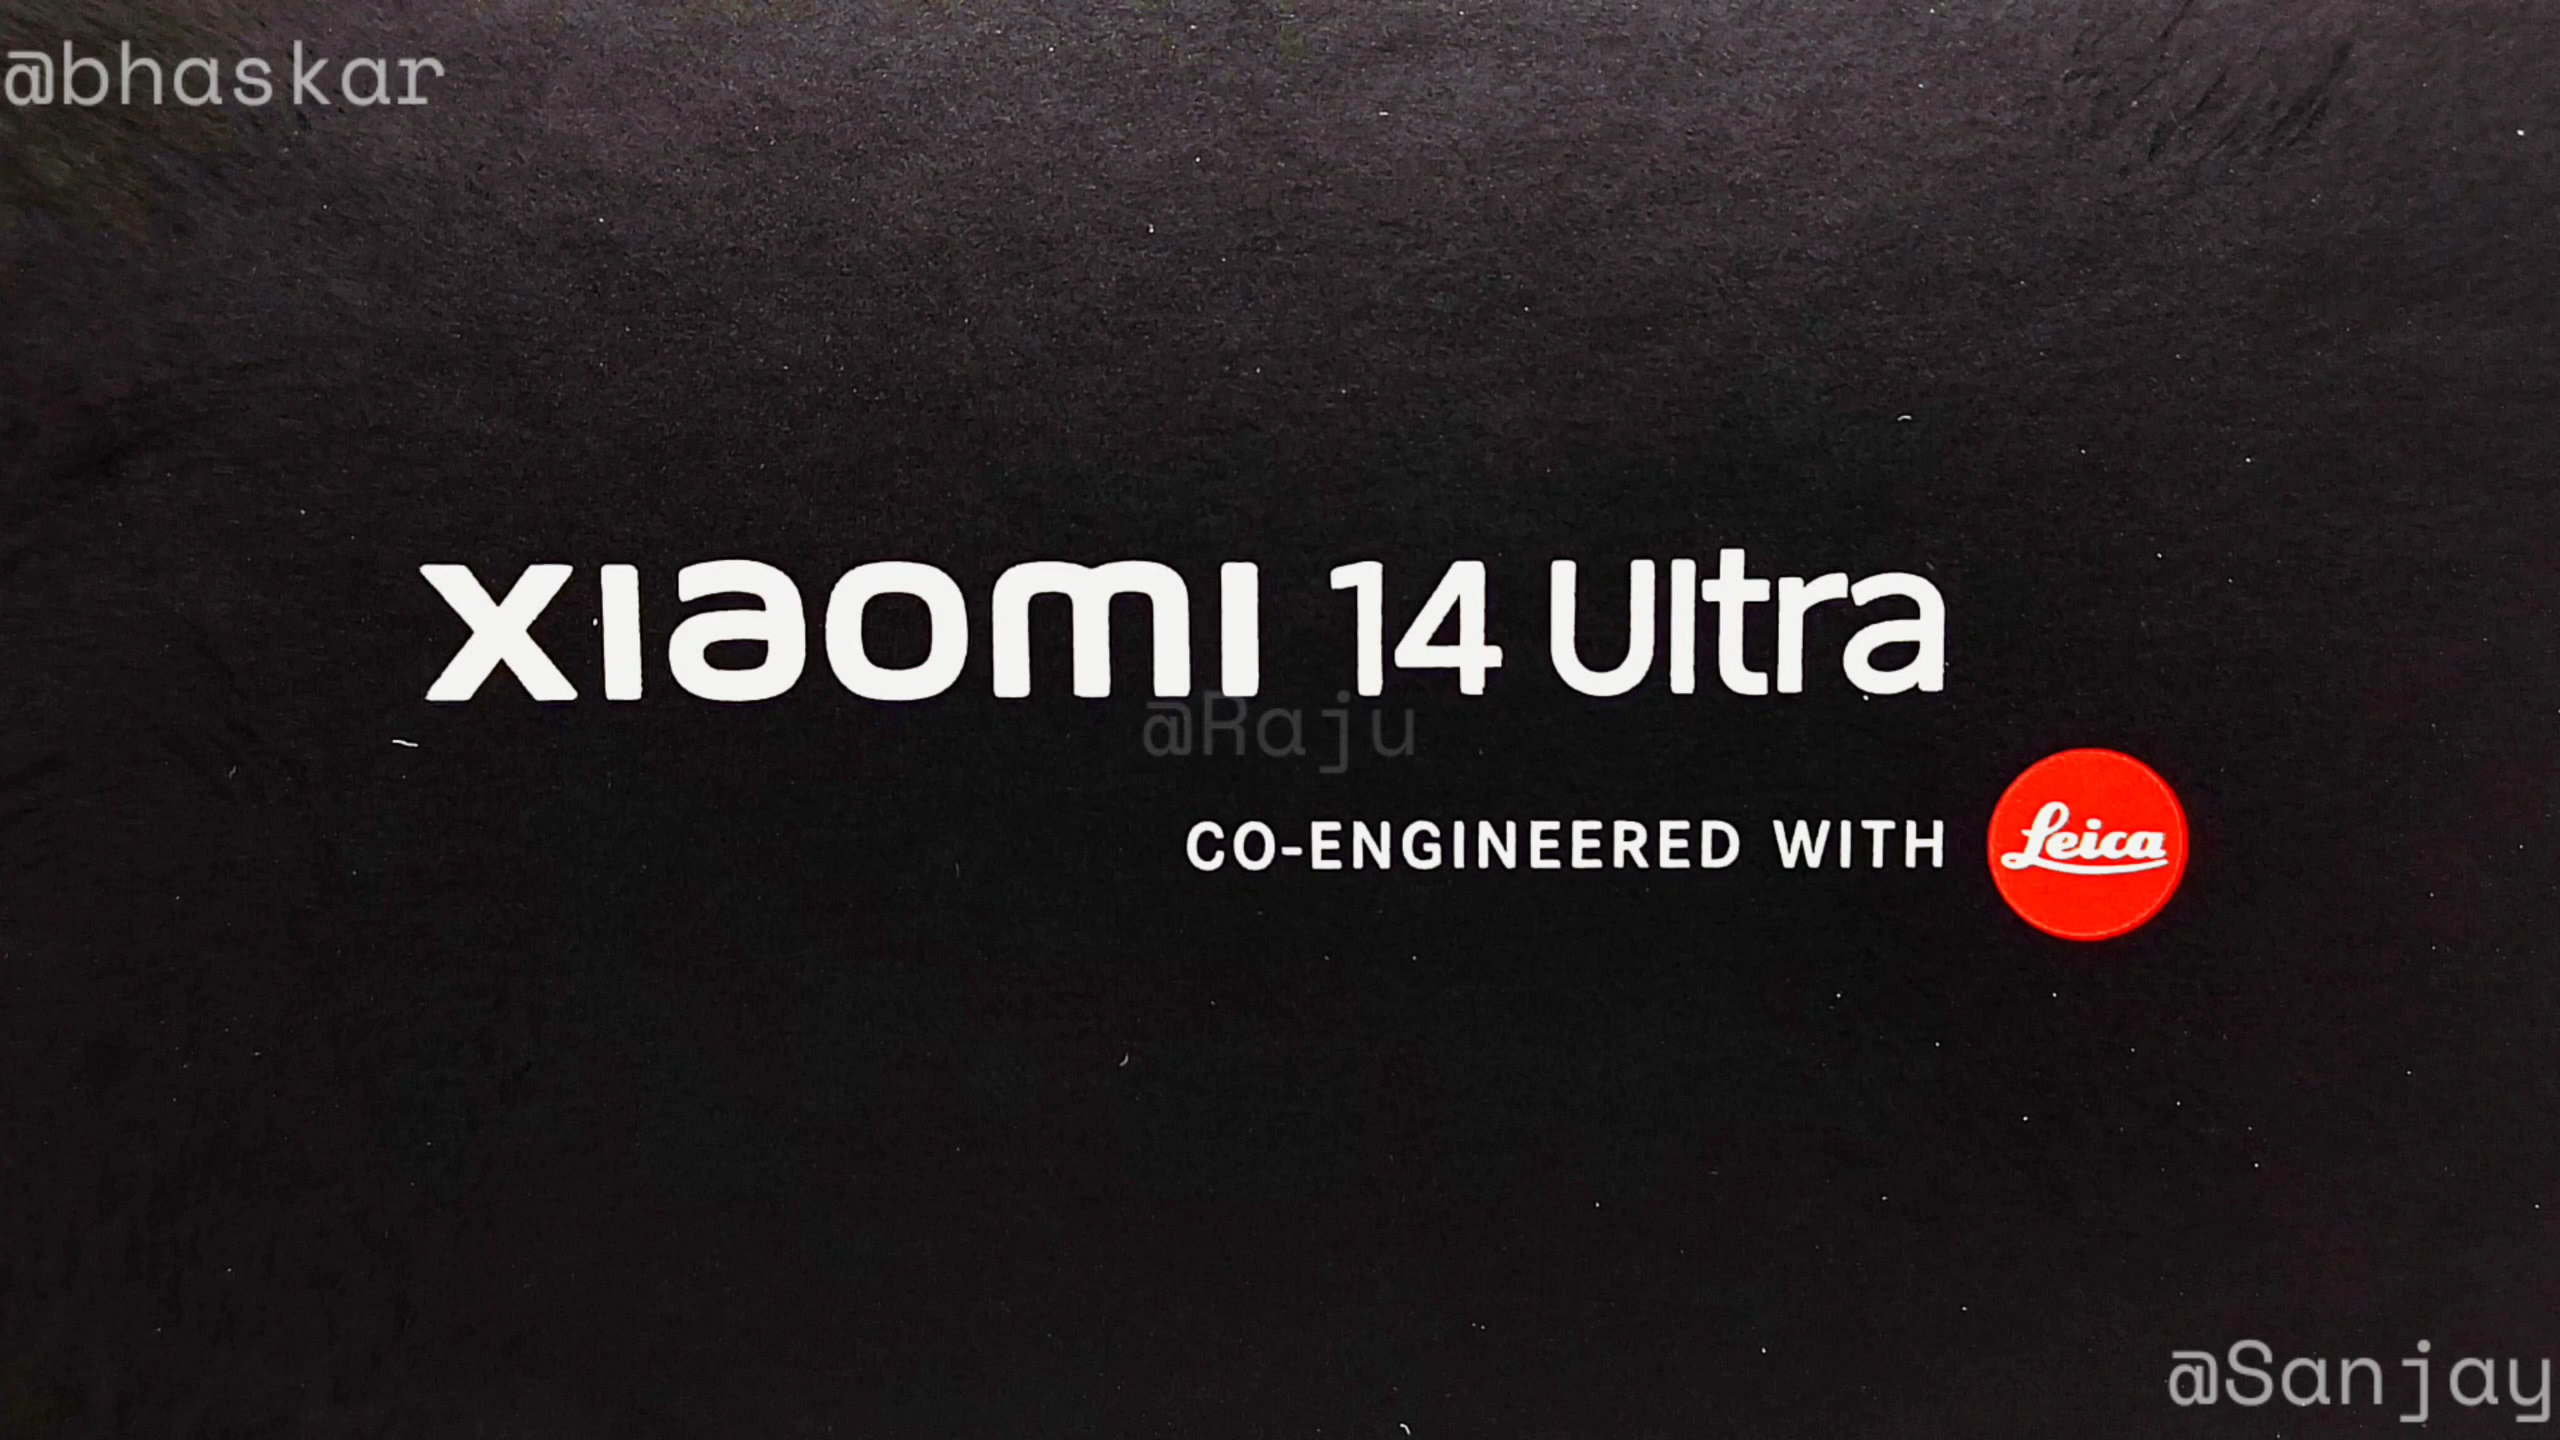 @bhaskar
xiaomi 14 Ultra
@Raju
CO-ENGINEERED WITH Leica
@Sanjay